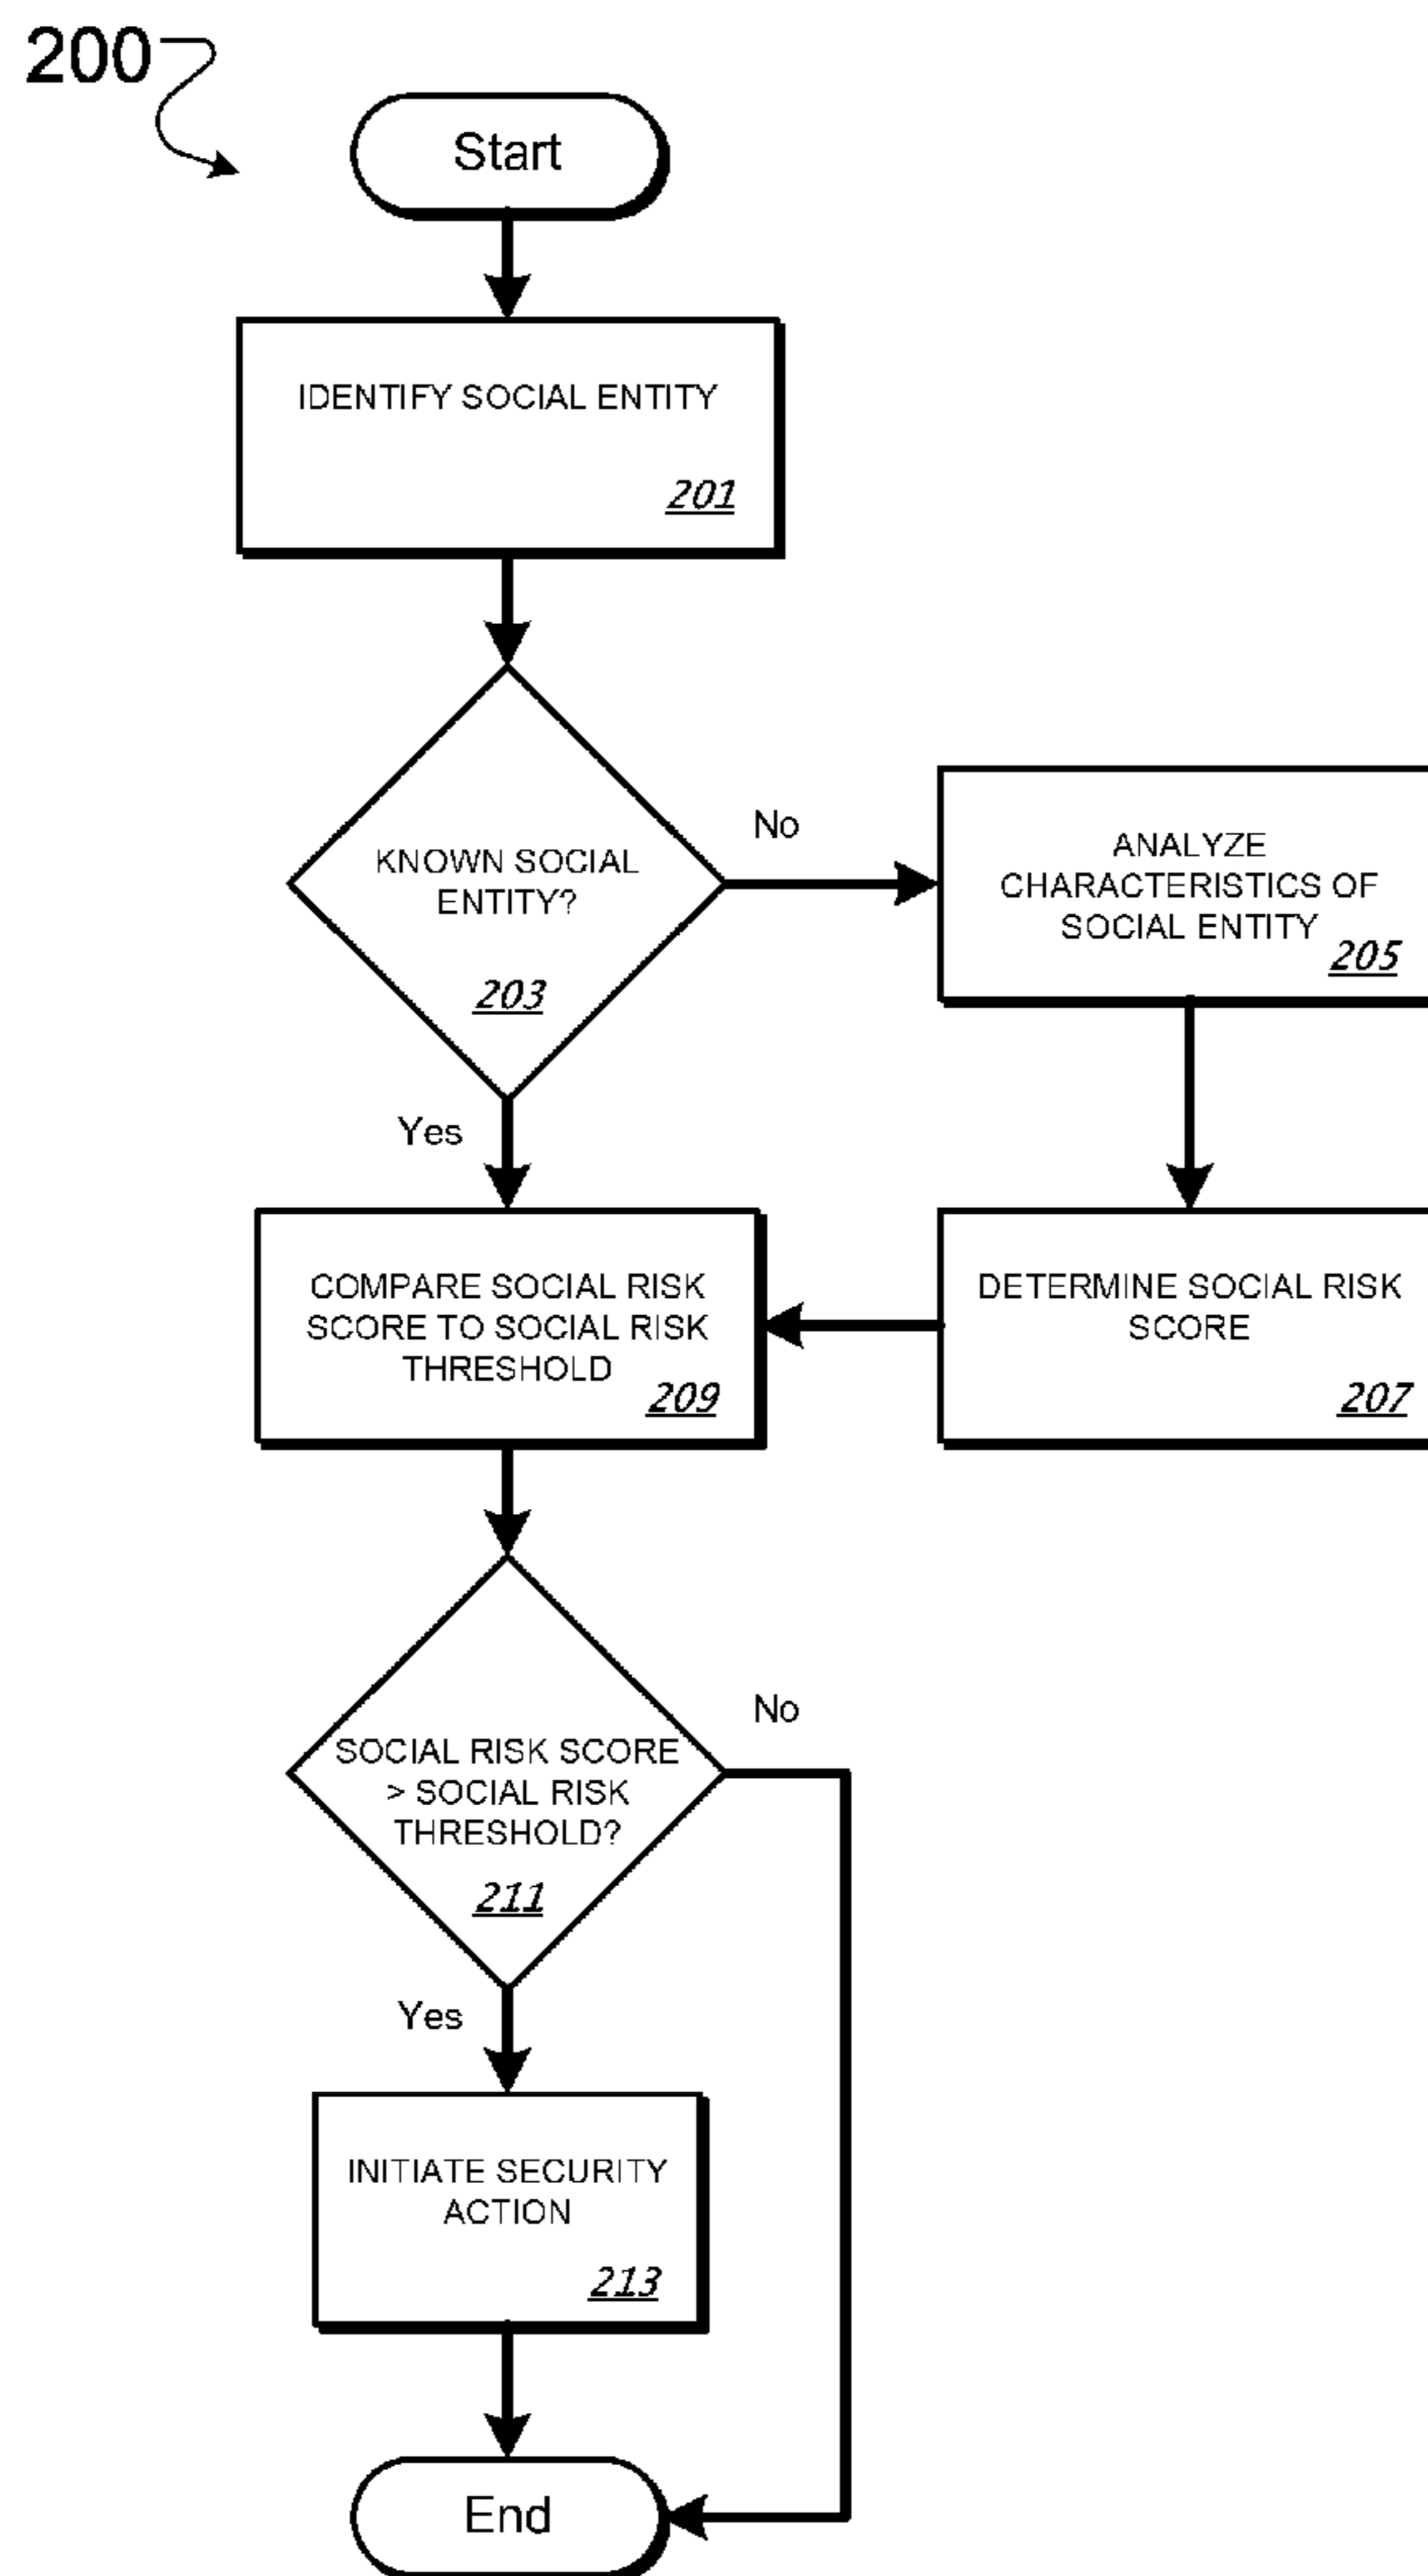 200
Start
IDENTIFY SOCIAL ENTITY
201
KNOWN SOCIAL
ENTITY?
203
No
Yes
ANALYZE
CHARACTERISTICS OF
SOCIAL ENTITY
205
DETERMINE SOCIAL RISK
SCORE
207
COMPARE SOCIAL RISK
SCORE TO SOCIAL RISK
THRESHOLD
209
SOCIAL RISK SCORE
> SOCIAL RISK
THRESHOLD?
211
No
Yes
INITIATE SECURITY
ACTION
213
End